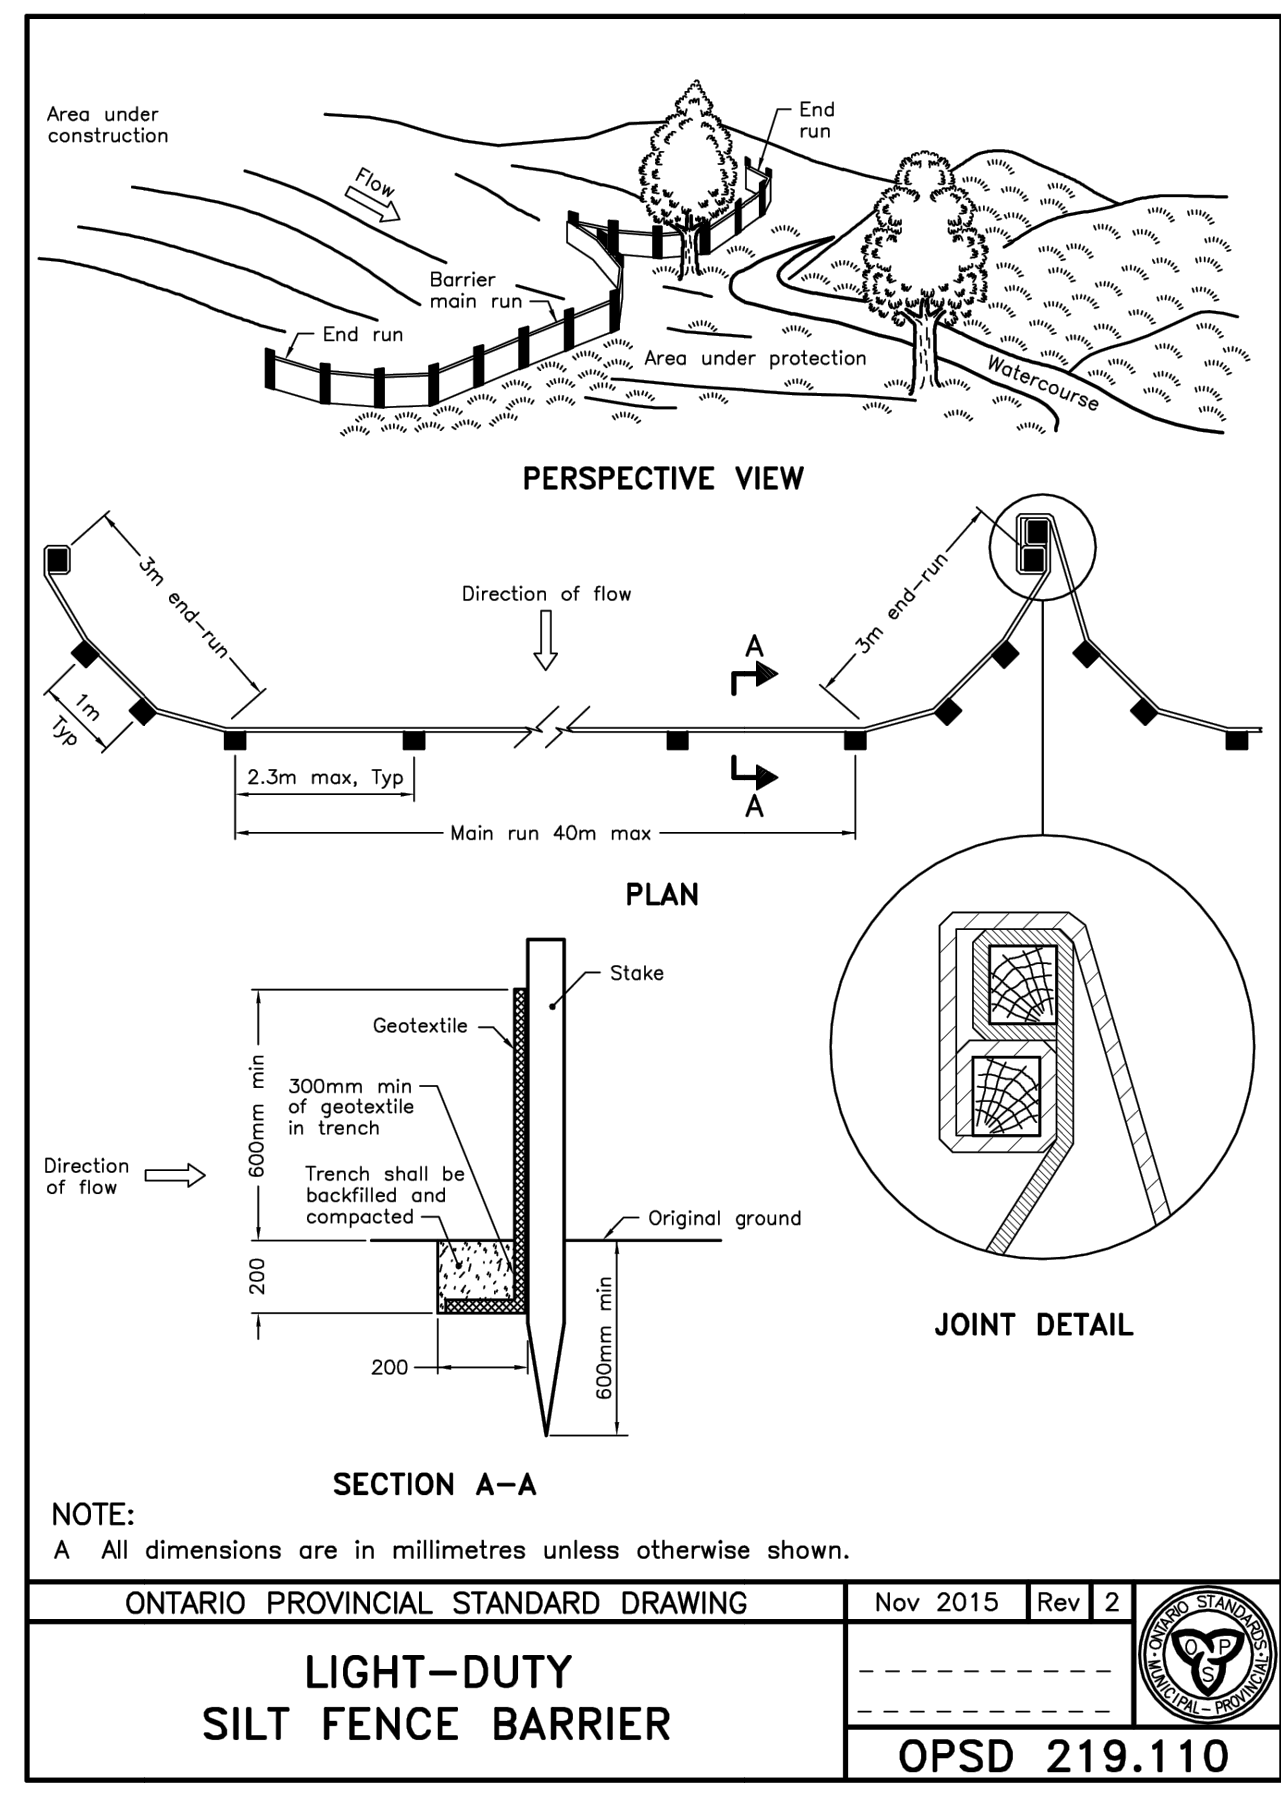 Area under
construction
Flow
End
run
Barrier
main run
End run
Area under protection
Watercourse
PERSPECTIVE VIEW
3m end-run
Direction of flow
3m end-run
A
1m
Typ
2.3m max, Typ
A
Main run 40m max
PLAN
Stake
Geotextile
600mm min
300mm min
of geotextile
in trench
Direction
of flow
Trench shall be
backfilled and
compacted
Original ground
200
200
600mm min
JOINT DETAIL
SECTION A-A
NOTE:
A All dimensions are in millimetres unless otherwise shown.
ONTARIO PROVINCIAL STANDARD DRAWING
Nov 2015 Rev 2
LIGHT-DUTY
SILT FENCE BARRIER
ONTARIO STANDARDS
MUNICIPAL-PROVINCIAL
O P
S
OPSD 219.110